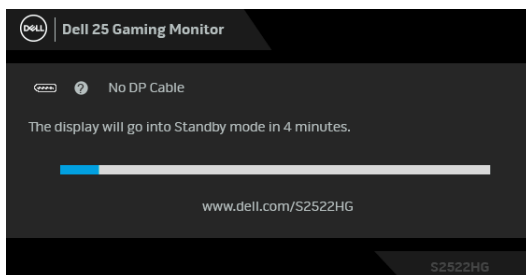 DELL Dell 25 Gaming Monitor
? No DP Cable
The display will go into Standby mode in 4 minutes.
www.dell.com/S2522HG
S2522HG